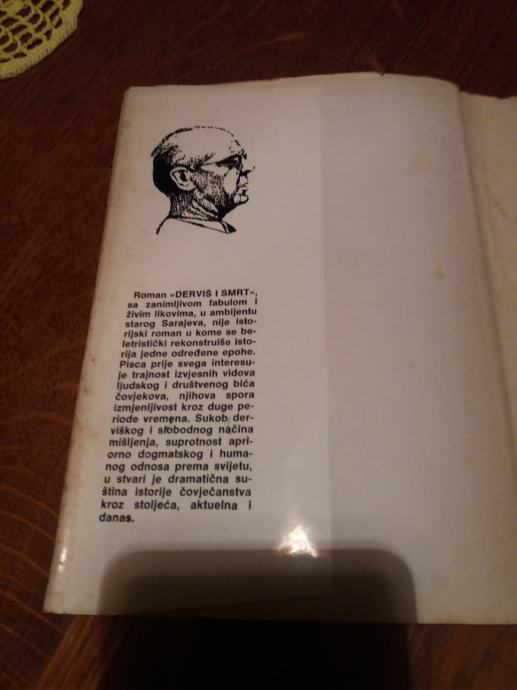 Roman »DERVIŠ I SMRT«,
sa zanimljivom fabulom i
živim likovima, u ambijentu
starog Sarajeva, nije isto-
rijski roman u kome se be-
letristički rekonstruiše isto-
rija jedne određene epohe.
Pisca prije svega interesu-
je trajnost izvjesnih vidova
ljudskog i društvenog bića
čovjekova, njihova spora
izmjenljivost kroz duge pe-
riode vremena. Sukob der-
viškog i slobodnog načina
mišljenja, suprotnost apri-
orno dogmatskog i huma-
nog odnosa prema svijetu,
u stvari je dramatična su-
ština istorije čovječanstva
kroz stoljeća, aktuelna i
danas.